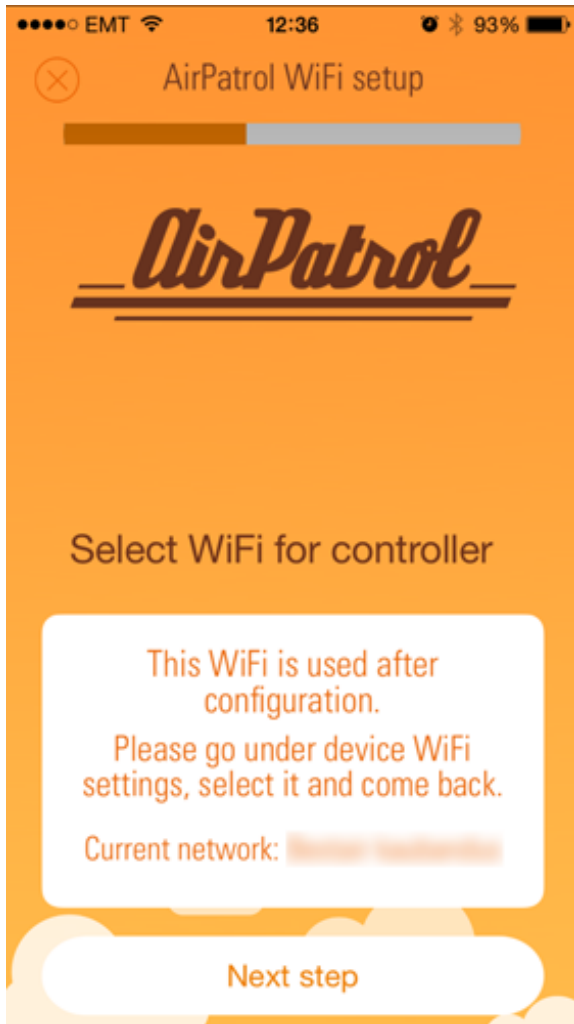 EMT 12:36 93%
AirPatrol WiFi setup
AirPatrol
Select WiFi for controller
This WiFi is used after
configuration.
Please go under device WiFi
settings, select it and come back.
Current network:
Next step